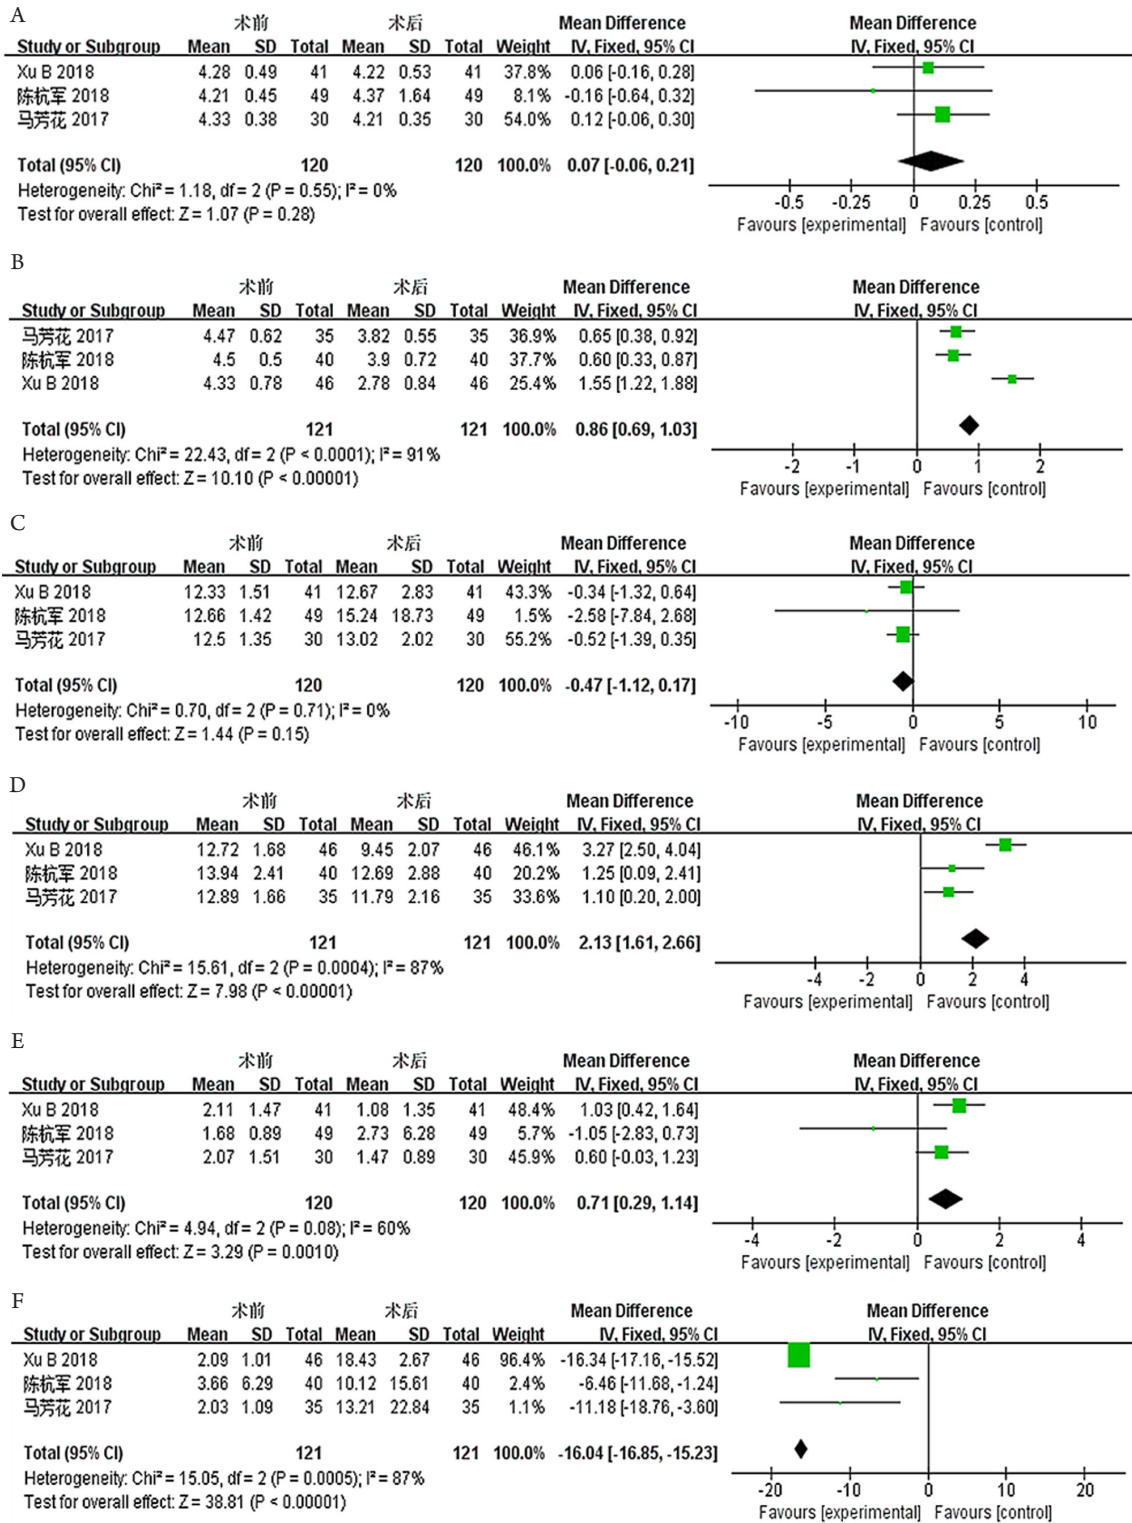 A
术前 术后 Mean Difference Mean Difference
Study or Subgroup Mean SD Total Mean SD Total Weight IV, Fixed, 95% CI IV, Fixed, 95% CI
Xu B 2018 4.28 0.49 41 4.22 0.53 41 37.8% 0.06 [-0.16, 0.28]
陈杭军 2018 4.21 0.45 49 4.37 1.64 49 8.1% -0.16 [-0.64, 0.32]
马芳花 2017 4.33 0.38 30 4.21 0.35 30 54.0% 0.12 [-0.06, 0.30]
Total (95% CI) 120 120 100.0% 0.07 [-0.06, 0.21]
Heterogeneity: Chi² = 1.18, df = 2 (P = 0.55); I² = 0%
Test for overall effect: Z = 1.07 (P = 0.28)
-0.5 -0.25 0 0.25 0.5
Favours [experimental] Favours [control]
B
术前 术后 Mean Difference Mean Difference
Study or Subgroup Mean SD Total Mean SD Total Weight IV, Fixed, 95% CI IV, Fixed, 95% CI
马芳花 2017 4.47 0.62 35 3.82 0.55 35 36.9% 0.65 [0.38, 0.92]
陈杭军 2018 4.5 0.5 40 3.9 0.72 40 37.7% 0.60 [0.33, 0.87]
Xu B 2018 4.33 0.78 46 2.78 0.84 46 25.4% 1.55 [1.22, 1.88]
Total (95% CI) 121 121 100.0% 0.86 [0.69, 1.03]
Heterogeneity: Chi² = 22.43, df = 2 (P < 0.0001); I² = 91%
Test for overall effect: Z = 10.10 (P < 0.00001)
-2 -1 0 1 2
Favours [experimental] Favours [control]
C
术前 术后 Mean Difference Mean Difference
Study or Subgroup Mean SD Total Mean SD Total Weight IV, Fixed, 95% CI IV, Fixed, 95% CI
Xu B 2018 12.33 1.51 41 12.67 2.83 41 43.3% -0.34 [-1.32, 0.64]
陈杭军 2018 12.66 1.42 49 15.24 18.73 49 1.5% -2.58 [-7.84, 2.68]
马芳花 2017 12.5 1.35 30 13.02 2.02 30 55.2% -0.52 [-1.39, 0.35]
Total (95% CI) 120 120 100.0% -0.47 [-1.12, 0.17]
Heterogeneity: Chi² = 0.70, df = 2 (P = 0.71); I² = 0%
Test for overall effect: Z = 1.44 (P = 0.15)
-10 -5 0 5 10
Favours [experimental] Favours [control]
D
术前 术后 Mean Difference Mean Difference
Study or Subgroup Mean SD Total Mean SD Total Weight IV, Fixed, 95% CI IV, Fixed, 95% CI
Xu B 2018 12.72 1.68 46 9.45 2.07 46 46.1% 3.27 [2.50, 4.04]
陈杭军 2018 13.94 2.41 40 12.69 2.88 40 20.2% 1.25 [0.09, 2.41]
马芳花 2017 12.89 1.66 35 11.79 2.16 35 33.6% 1.10 [0.20, 2.00]
Total (95% CI) 121 121 100.0% 2.13 [1.61, 2.66]
Heterogeneity: Chi² = 15.61, df = 2 (P = 0.0004); I² = 87%
Test for overall effect: Z = 7.98 (P < 0.00001)
-4 -2 0 2 4
Favours [experimental] Favours [control]
E
术前 术后 Mean Difference Mean Difference
Study or Subgroup Mean SD Total Mean SD Total Weight IV, Fixed, 95% CI IV, Fixed, 95% CI
Xu B 2018 2.11 1.47 41 1.08 1.35 41 48.4% 1.03 [0.42, 1.64]
陈杭军 2018 1.68 0.89 49 2.73 6.28 49 5.7% -1.05 [-2.83, 0.73]
马芳花 2017 2.07 1.51 30 1.47 0.89 30 45.9% 0.60 [-0.03, 1.23]
Total (95% CI) 120 120 100.0% 0.71 [0.29, 1.14]
Heterogeneity: Chi² = 4.94, df = 2 (P = 0.08); I² = 60%
Test for overall effect: Z = 3.29 (P = 0.0010)
-4 -2 0 2 4
Favours [experimental] Favours [control]
F
术前 术后 Mean Difference Mean Difference
Study or Subgroup Mean SD Total Mean SD Total Weight IV, Fixed, 95% CI IV, Fixed, 95% CI
Xu B 2018 2.09 1.01 46 18.43 2.67 46 96.4% -16.34 [-17.16, -15.52]
陈杭军 2018 3.66 6.29 40 10.12 15.61 40 2.4% -6.46 [-11.68, -1.24]
马芳花 2017 2.03 1.09 35 13.21 22.84 35 1.1% -11.18 [-18.76, -3.60]
Total (95% CI) 121 121 100.0% -16.04 [-16.85, -15.23]
Heterogeneity: Chi² = 15.05, df = 2 (P = 0.0005); I² = 87%
Test for overall effect: Z = 38.81 (P < 0.00001)
-20 -10 0 10 20
Favours [experimental] Favours [control]